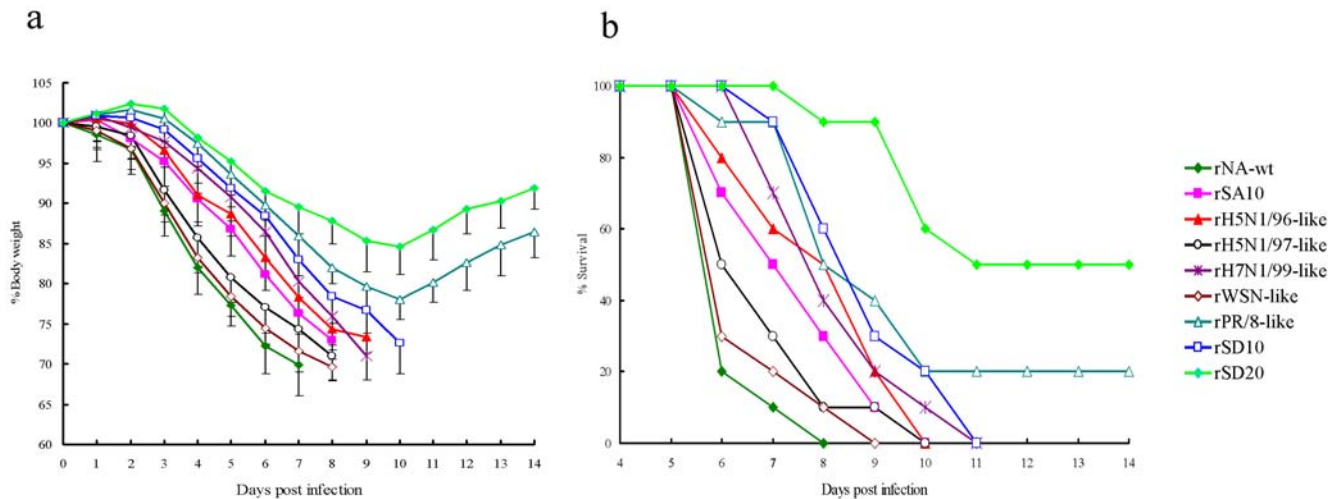 a
105
100
95
90
85
80
75
70
65
60
% Body weight
0 1 2 3 4 5 6 7 8 9 10 11 12 13 14
Days post infection
b
100
80
60
40
20
0
% Survival
4 5 6 7 8 9 10 11 12 13 14
Days post infection
rNA-wt
rSA10
rH5N1/96-like
rH5N1/97-like
rH7N1/99-like
rWSN-like
rPR/8-like
rSD10
rSD20